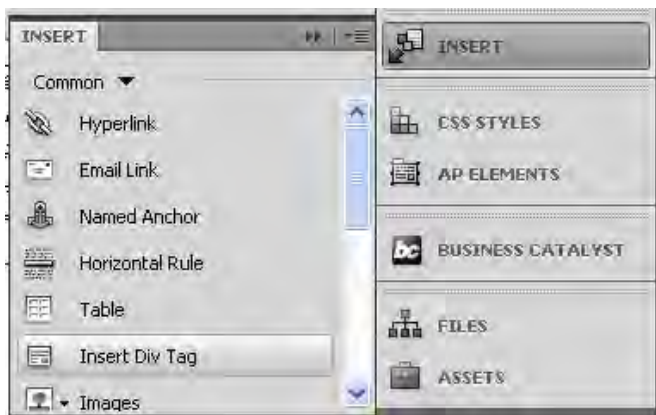 INSERT
Common
Hyperlink
Email Link
Named Anchor
Horizontal Rule
Table
Insert Div Tag
Images
INSERT
CSS STYLES
AP ELEMENTS
bc BUSINESS CATALYST
FILES
ASSETS